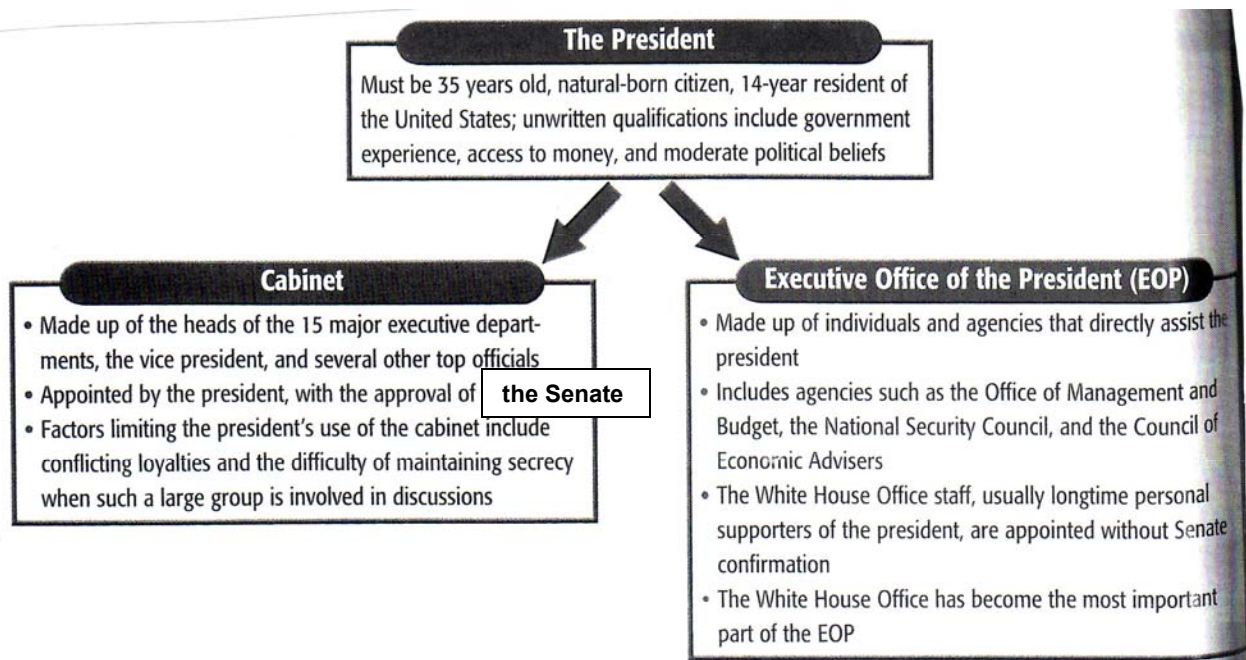 The President
Must be 35 years old, natural-born citizen, 14-year resident of
the United States; unwritten qualifications include government
experience, access to money, and moderate political beliefs
Cabinet
• Made up of the heads of the 15 major executive depart-
ments, the vice president, and several other top officials
• Appointed by the president, with the approval of the Senate
• Factors limiting the president's use of the cabinet include
conflicting loyalties and the difficulty of maintaining secrecy
when such a large group is involved in discussions
Executive Office of the President (EOP)
• Made up of individuals and agencies that directly assist the
president
• Includes agencies such as the Office of Management and
Budget, the National Security Council, and the Council of
Economic Advisers
• The White House Office staff, usually longtime personal
supporters of the president, are appointed without Senate
confirmation
• The White House Office has become the most important
part of the EOP